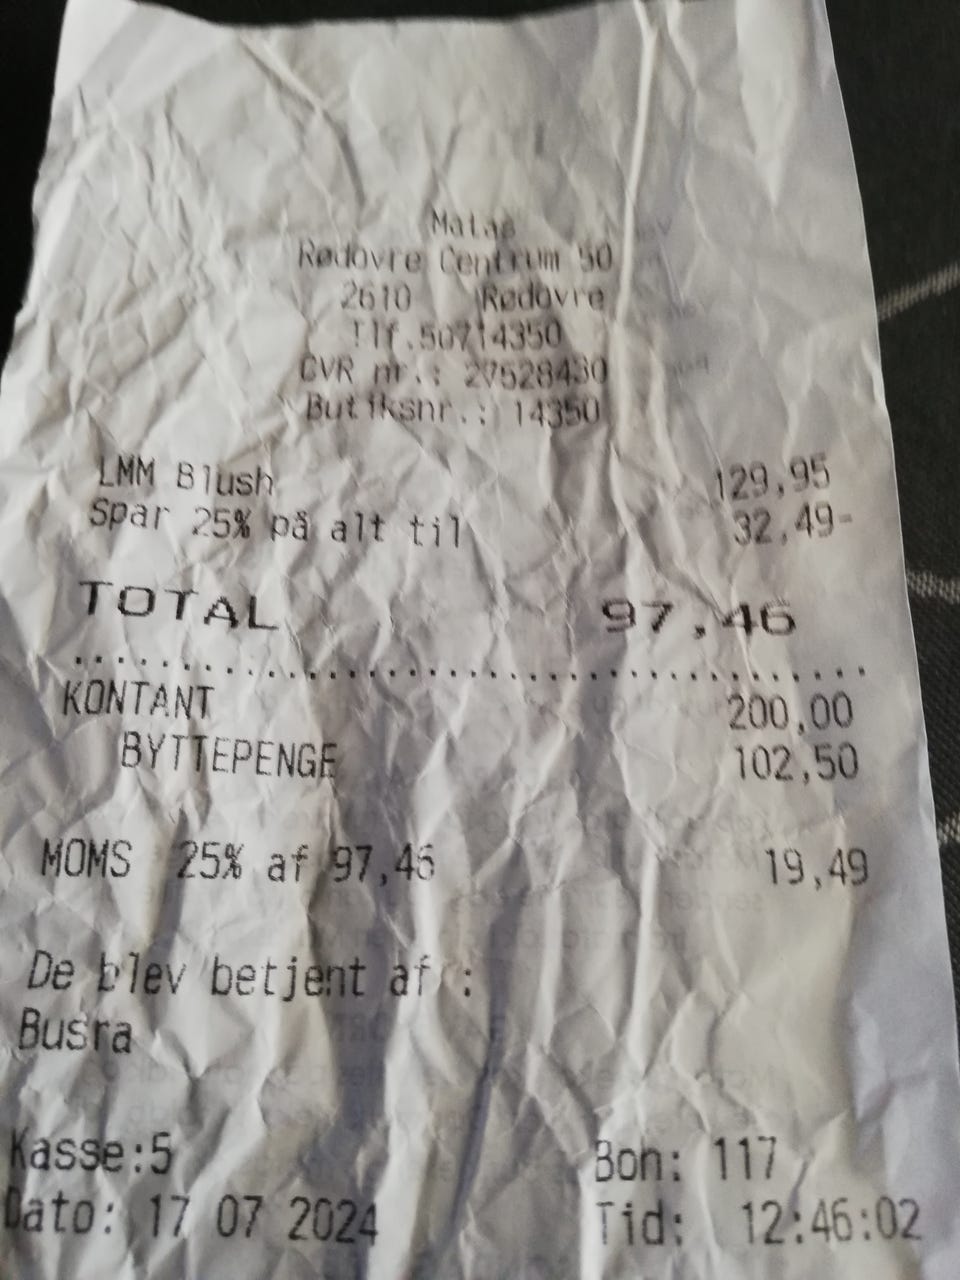 Matas
Rødovre Centrum 50
2610 Rødovre
Tlf.50714350
CVR nr.: 27528430
Butiksnr.: 14350
LMM Blush 129,95
Spar 25% på alt til 32,49-
TOTAL 97,46
KONTANT 200,00
BYTTEPENGE 102,50
MOMS 25% af 97,46 19,49
De blev betjent af :
Busra
Kasse:5 Bon: 117
Dato: 17 07 2024 Tid: 12:46:02